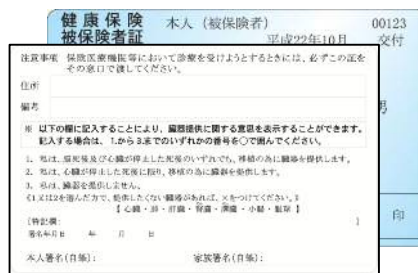 健康保険 本人（被保険者） 00123
被保険者証 平成22年10月 交付
注意事項 保険医療機関等において診療を受けようとするときには、必ずこの証を
その窓口で渡してください。
住所
備考
※ 以下の欄に記入することにより、臓器提供に関する意思を表示することができます。
記入する場合は、1.から3.までのいずれかの番号を○で囲んでください。
1. 私は、脳死後及び心臓が停止した死後のいずれでも、移植の為に臓器を提供します。
2. 私は、心臓が停止した死後に限り、移植の為に臓器を提供します。
3. 私は、臓器を提供しません。
《1又は2を選んだ方で、提供したくない臓器があれば、×をつけてください。》
【 心臓・肺・肝臓・腎臓・膵臓・小腸・眼球 】
〔特記欄： 〕
署名年月日 年 月 日
本人署名(自筆)： 家族署名(自筆)：
男
印